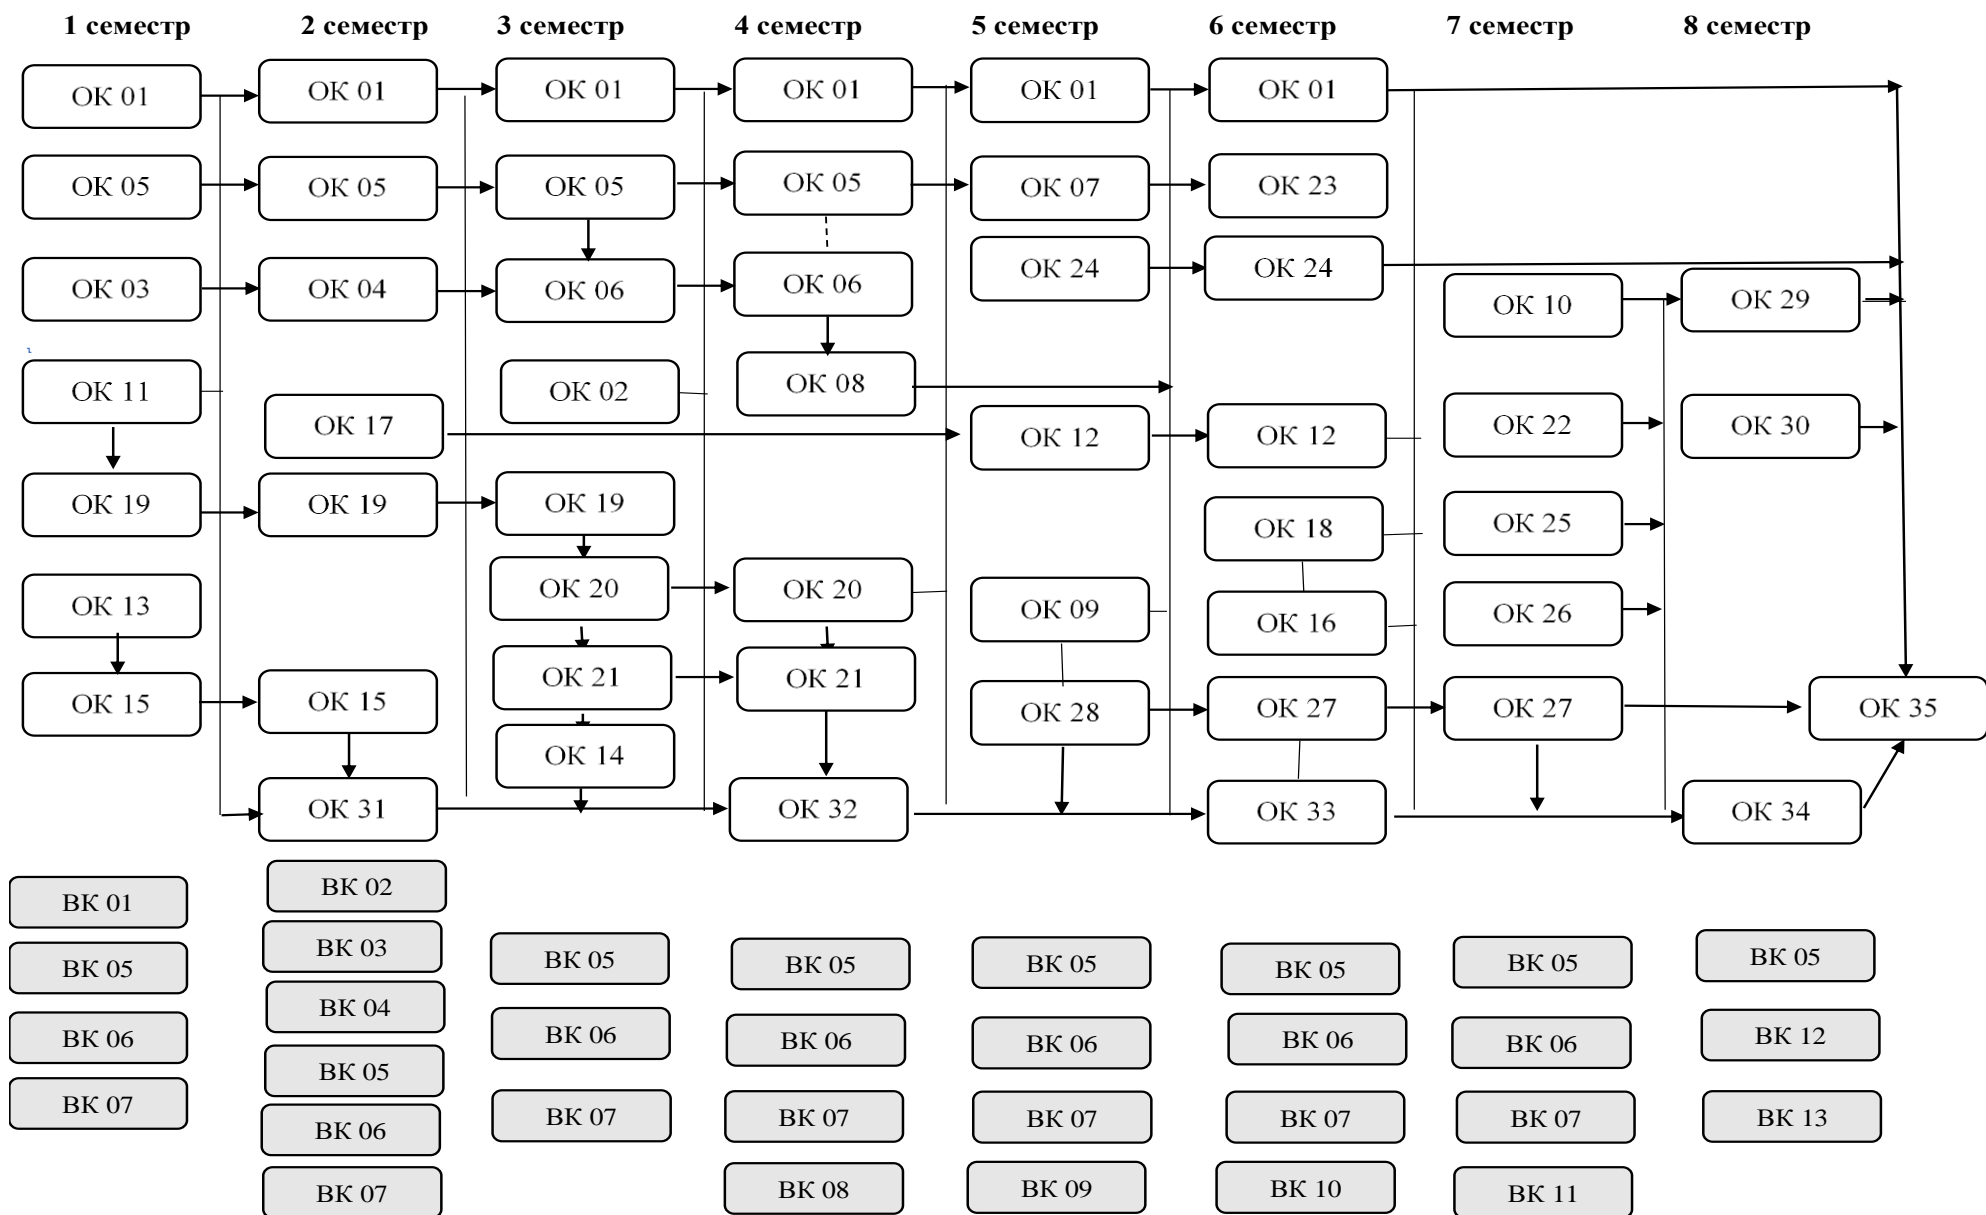 1 семестр 2 семестр 3 семестр 4 семестр 5 семестр 6 семестр 7 семестр 8 семестр
ОК 01 ОК 01 ОК 01 ОК 01 ОК 01 ОК 01
ОК 05 ОК 05 ОК 05 ОК 05 ОК 07 ОК 23
ОК 03 ОК 04 ОК 06 ОК 06 ОК 24 ОК 24 ОК 10 ОК 29
ОК 11 ОК 02 ОК 08
ОК 17 ОК 12 ОК 12 ОК 22 ОК 30
ОК 19 ОК 19 ОК 19 ОК 18 ОК 25
ОК 13 ОК 20 ОК 20 ОК 09 ОК 16 ОК 26
ОК 15 ОК 15 ОК 21 ОК 21 ОК 28 ОК 27 ОК 27 ОК 35
ОК 14
ОК 31 ОК 32 ОК 33 ОК 34
ВК 01 ВК 02
ВК 05 ВК 03 ВК 05 ВК 05 ВК 05 ВК 05 ВК 05 ВК 05
ВК 06 ВК 04 ВК 06 ВК 06 ВК 06 ВК 06 ВК 06 ВК 12
ВК 05
ВК 07 ВК 06 ВК 07 ВК 07 ВК 07 ВК 07 ВК 07 ВК 13
ВК 07 ВК 08 ВК 09 ВК 10 ВК 11